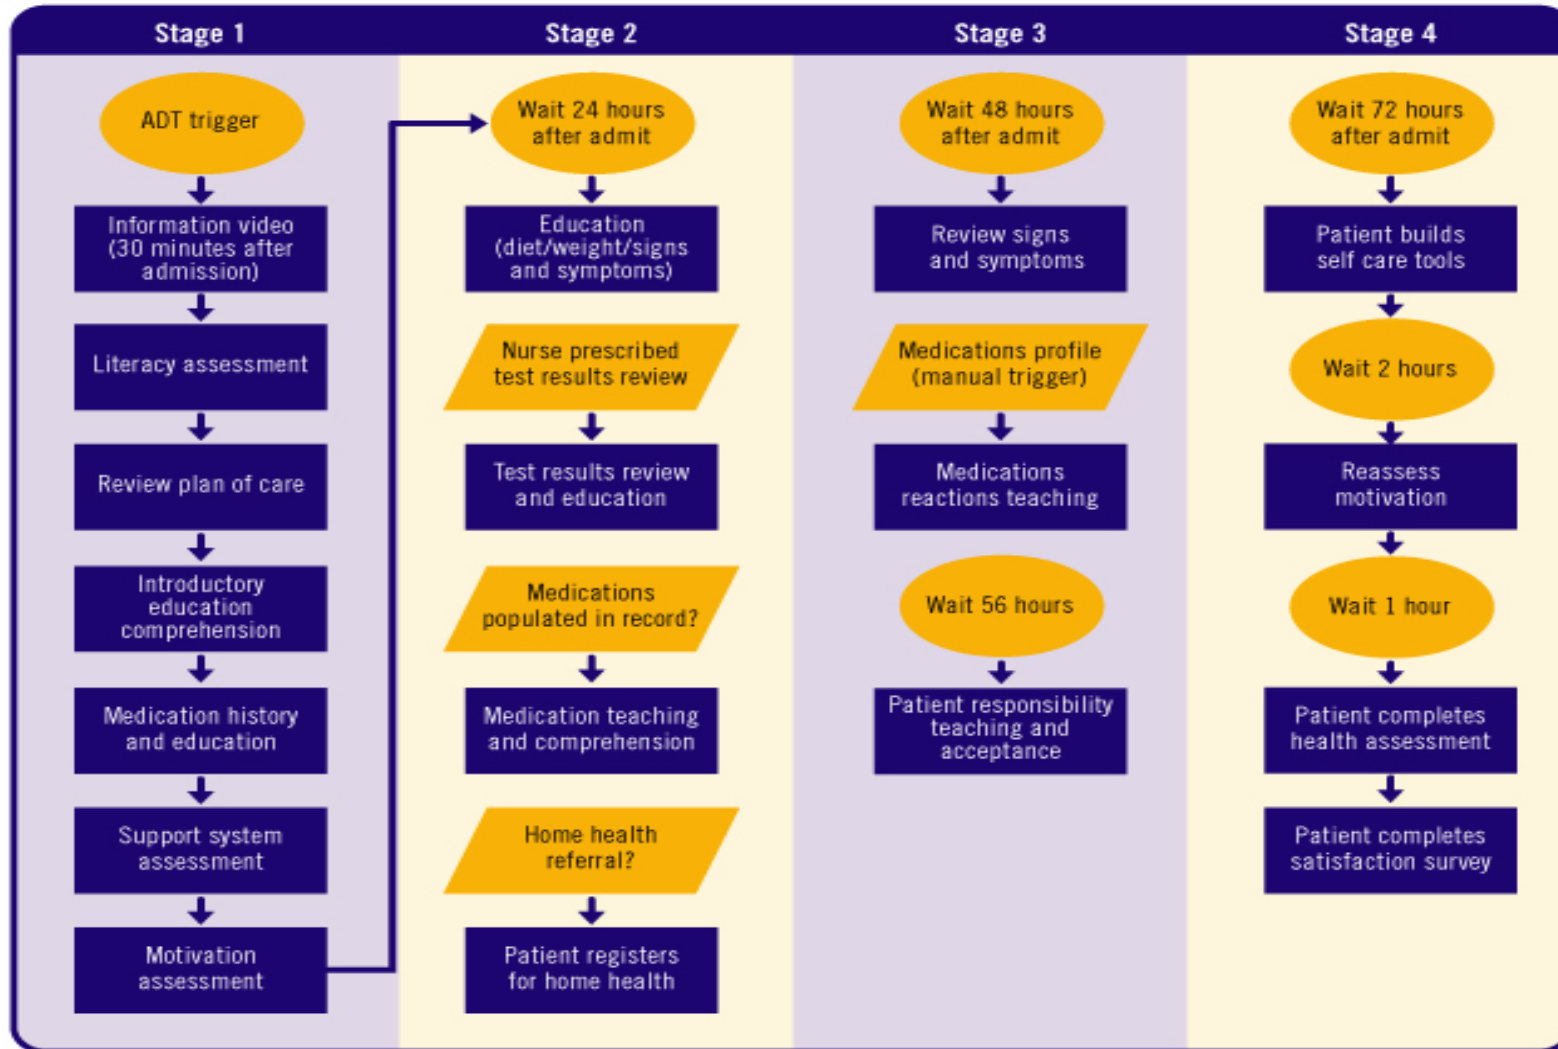 Stage 1
ADT trigger
Information video
(30 minutes after
admission)
Literacy assessment
Review plan of care
Introductory
education
comprehension
Medication history
and education
Support system
assessment
Motivation
assessment
Stage 2
Wait 24 hours
after admit
Education
(diet/weight/signs
and symptoms)
Nurse prescribed
test results review
Test results review
and education
Medications
populated in record?
Medication teaching
and comprehension
Home health
referral?
Patient registers
for home health
Stage 3
Wait 48 hours
after admit
Review signs
and symptoms
Medications profile
(manual trigger)
Medications
reactions teaching
Wait 56 hours
Patient responsibility
teaching and
acceptance
Stage 4
Wait 72 hours
after admit
Patient builds
self care tools
Wait 2 hours
Reassess
motivation
Wait 1 hour
Patient completes
health assessment
Patient completes
satisfaction survey